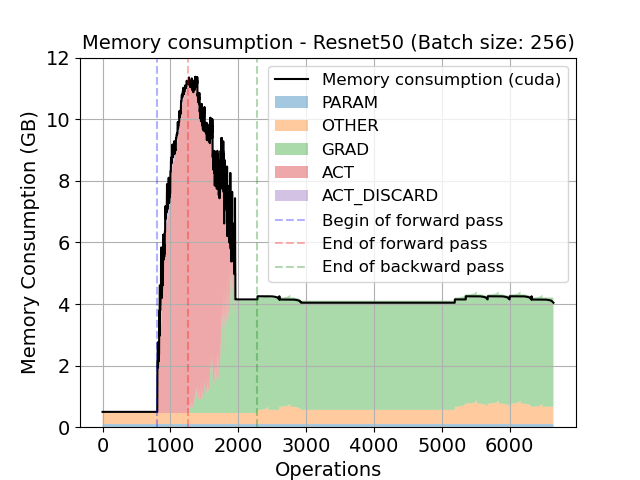 Memory consumption - Resnet50 (Batch size: 256)
Memory Consumption (GB)
12
10
8
6
4
2
0
Memory consumption (cuda)
PARAM
OTHER
GRAD
ACT
ACT_DISCARD
Begin of forward pass
End of forward pass
End of backward pass
0 1000 2000 3000 4000 5000 6000
Operations